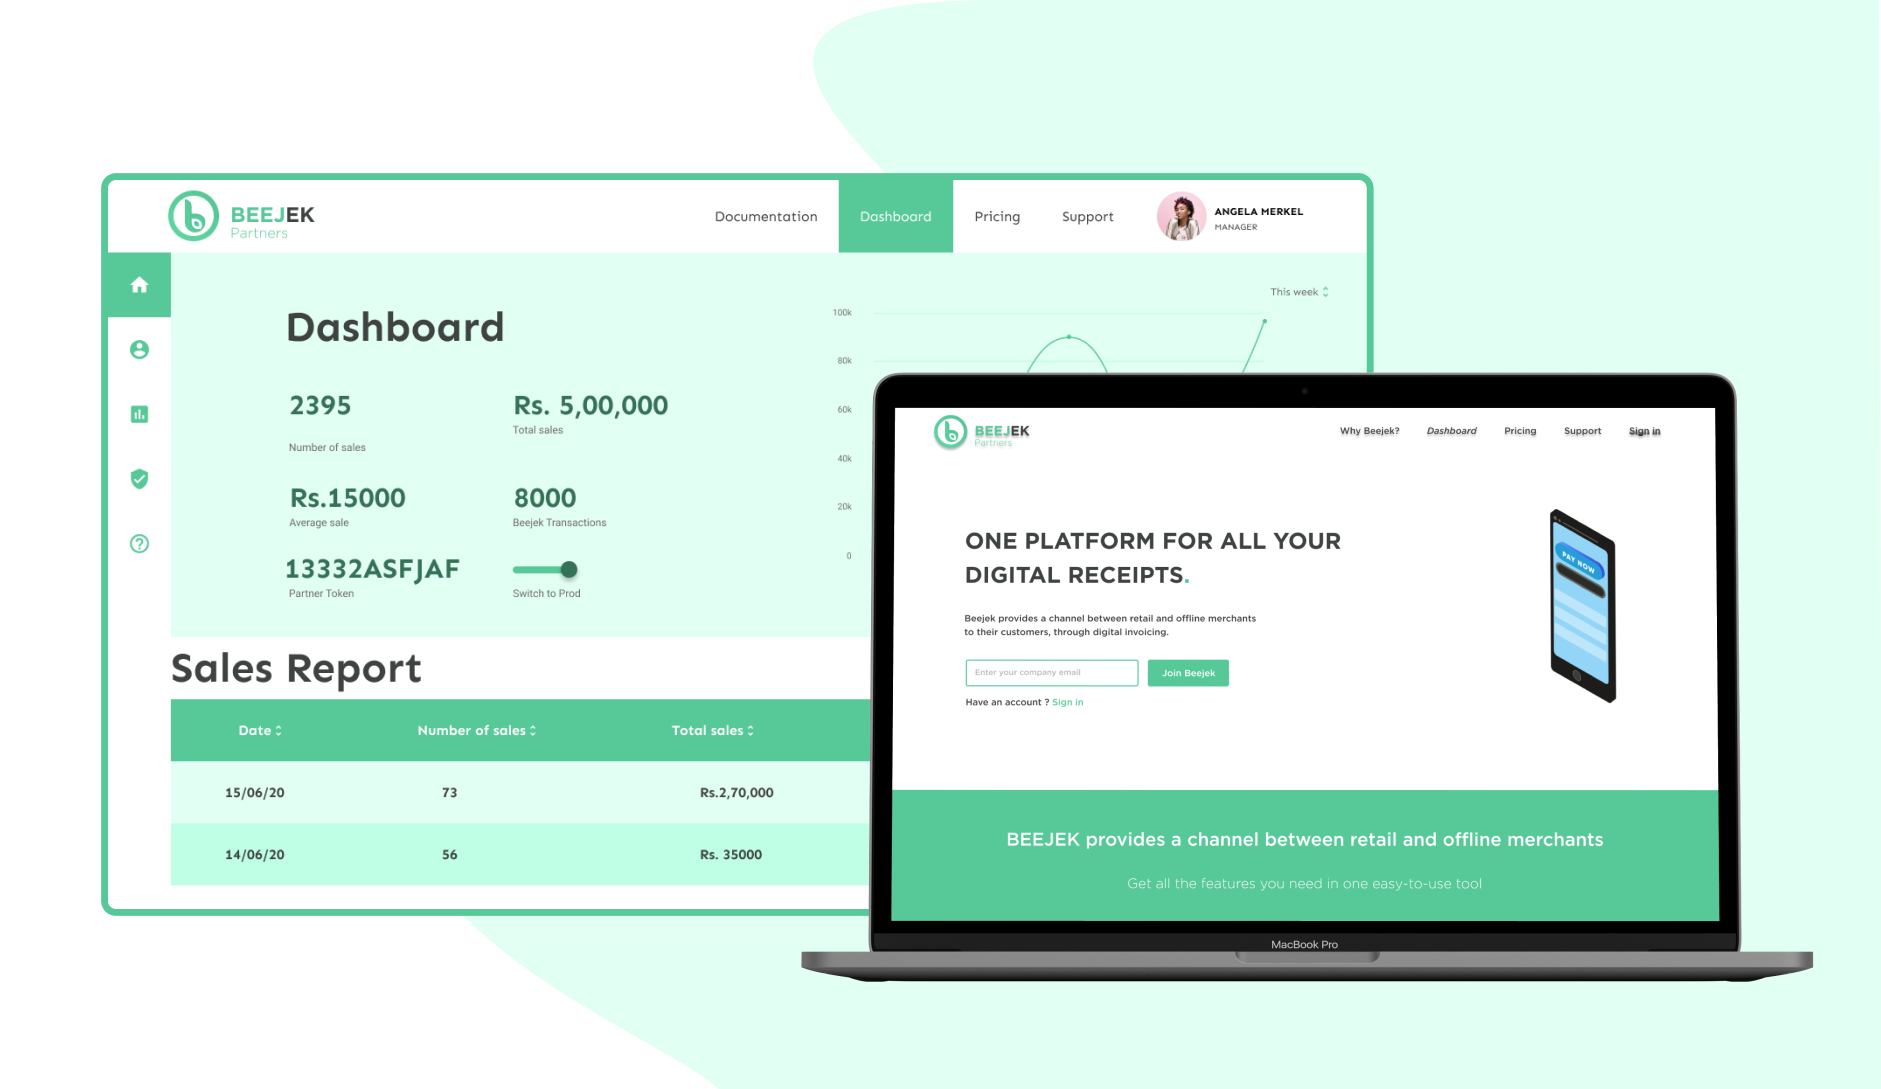 BEEJEK
Partners
Documentation
Dashboard
Pricing
Support
ANGELA MERKEL
MANAGER
Dashboard
2395
Number of sales
Rs. 5,00,000
Total sales
Rs.15000
Average sale
8000
Beejek Transactions
13332ASFJAF
Partner Token
Switch to Prod
This week
100k
80k
60k
40k
20k
0
Sales Report
Date Number of sales Total sales
15/06/20 73 Rs.2,70,000
14/06/20 56 Rs. 35000
BEEJEK
Partners
Why Beejek?
Dashboard
Pricing
Support
Sign in
ONE PLATFORM FOR ALL YOUR
DIGITAL RECEIPTS.
Beejek provides a channel between retail and offline merchants
to their customers, through digital invoicing.
Enter your company email
Join Beejek
Have an account ? Sign in
PAY NOW
BEEJEK provides a channel between retail and offline merchants
Get all the features you need in one easy-to-use tool
MacBook Pro